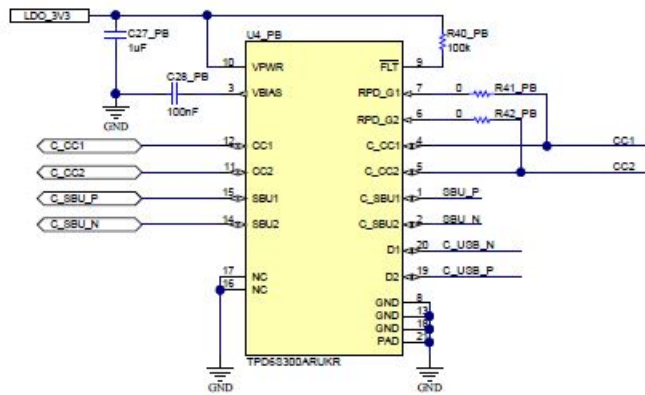 LDO_3V3
C27_PB
1uF
U4_PB
R40_PB
100k
10 VPWR
FLT 9
C28_PB
100nF
3 VBIAS
GND
RPD_G1 7 0 R41_PB
RPD_G2 6 0 R42_PB
C_CC1 12 CC1 C_CC1 4 CC1
C_CC2 11 CC2 C_CC2 5 CC2
C_SBU_P 15 SBU1 C_SBU1 1 SBU_P
C_SBU_N 14 SBU2 C_SBU2 2 SBU_N
D1 20 C_USB_N
D2 19 C_USB_P
17 NC
16 NC
GND 8
GND 13
GND 18
PAD 21
TPD6S300ARUKR
GND
GND